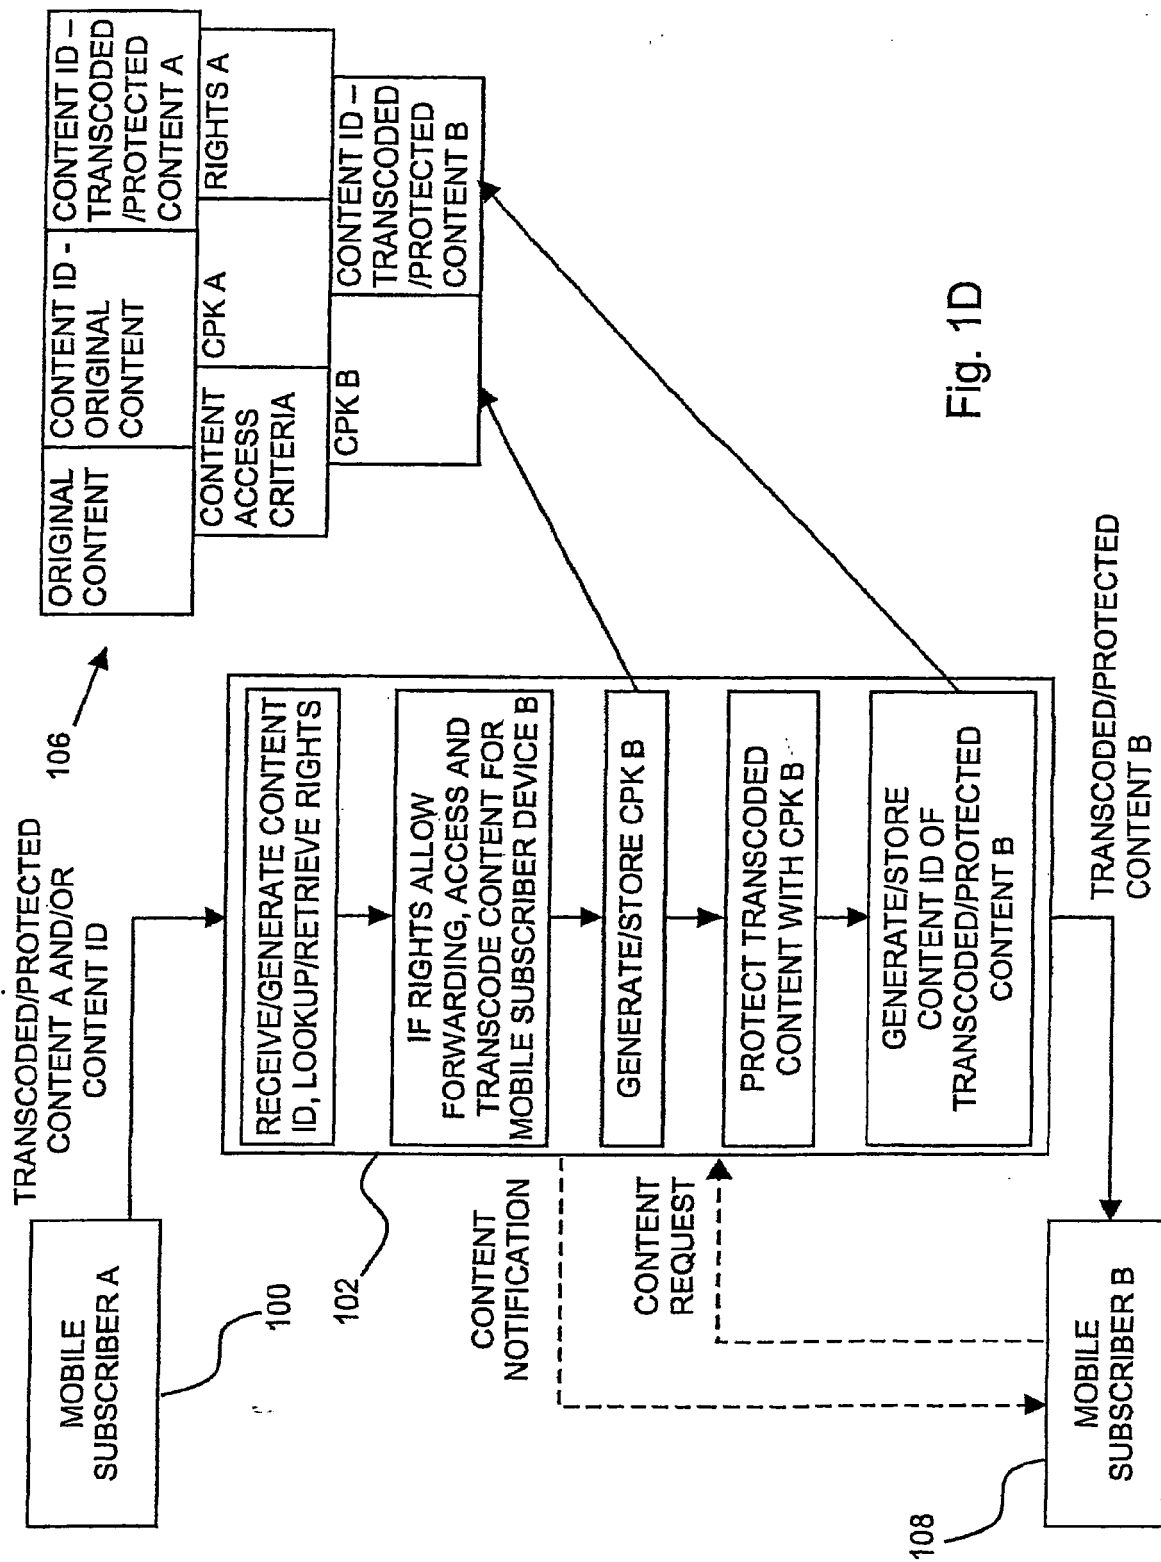 MOBILE
SUBSCRIBER A
100
TRANSCODED/PROTECTED
CONTENT A AND/OR
CONTENT ID
106
ORIGINAL
CONTENT
CONTENT ID -
ORIGINAL
CONTENT
CONTENT ID –
TRANSCODED
/PROTECTED
CONTENT A
CONTENT
ACCESS
CRITERIA
CPK A
RIGHTS A
CPK B
CONTENT ID –
TRANSCODED
/PROTECTED
CONTENT B
102
RECEIVE/GENERATE CONTENT
ID, LOOKUP/RETRIEVE RIGHTS
IF RIGHTS ALLOW
FORWARDING, ACCESS AND
TRANSCODE CONTENT FOR
MOBILE SUBSCRIBER DEVICE B
GENERATE/STORE CPK B
PROTECT TRANSCODED
CONTENT WITH CPK B
GENERATE/STORE
CONTENT ID OF
TRANSCODED/PROTECTED
CONTENT B
CONTENT
NOTIFICATION
CONTENT
REQUEST
108
MOBILE
SUBSCRIBER B
TRANSCODED/PROTECTED
CONTENT B
Fig. 1D